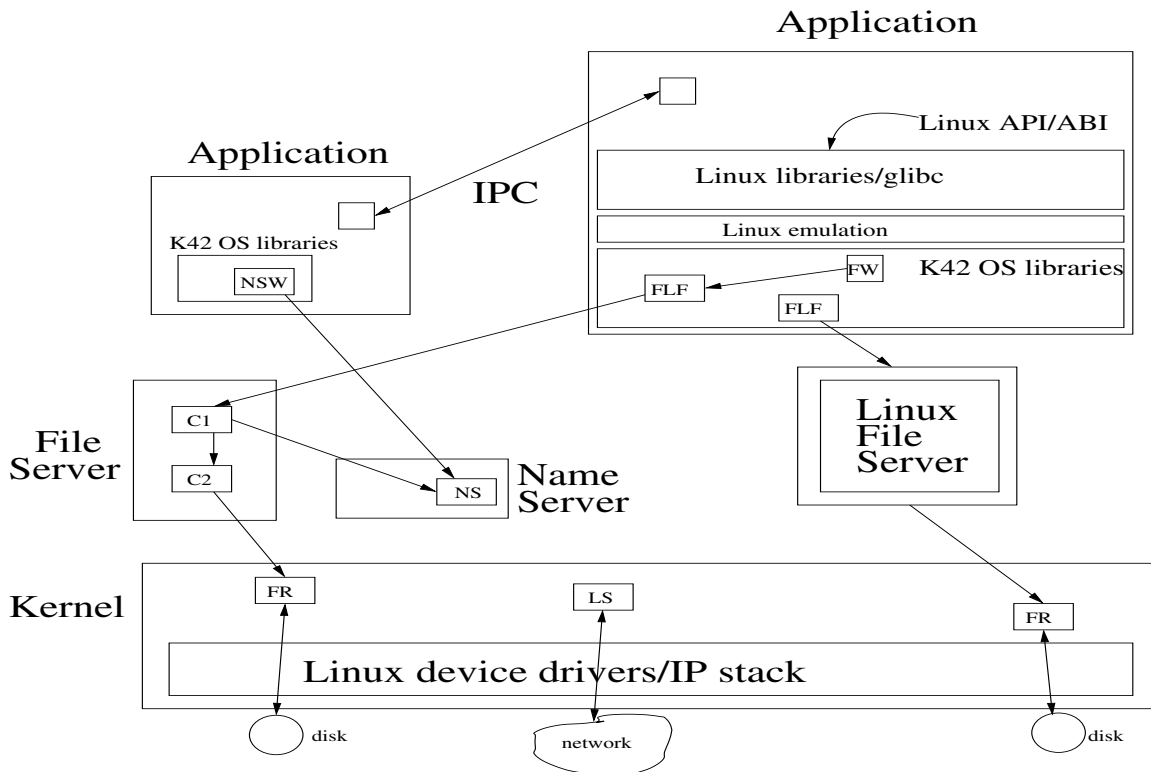 Application
Linux API/ABI
Application
Linux libraries/glibc
IPC
Linux emulation
K42 OS libraries
NSW
FW
K42 OS libraries
FLF
FLF
C1
File
Server
C2
NS
Name
Server
Linux
File
Server
Kernel
FR
LS
FR
Linux device drivers/IP stack
disk
network
disk